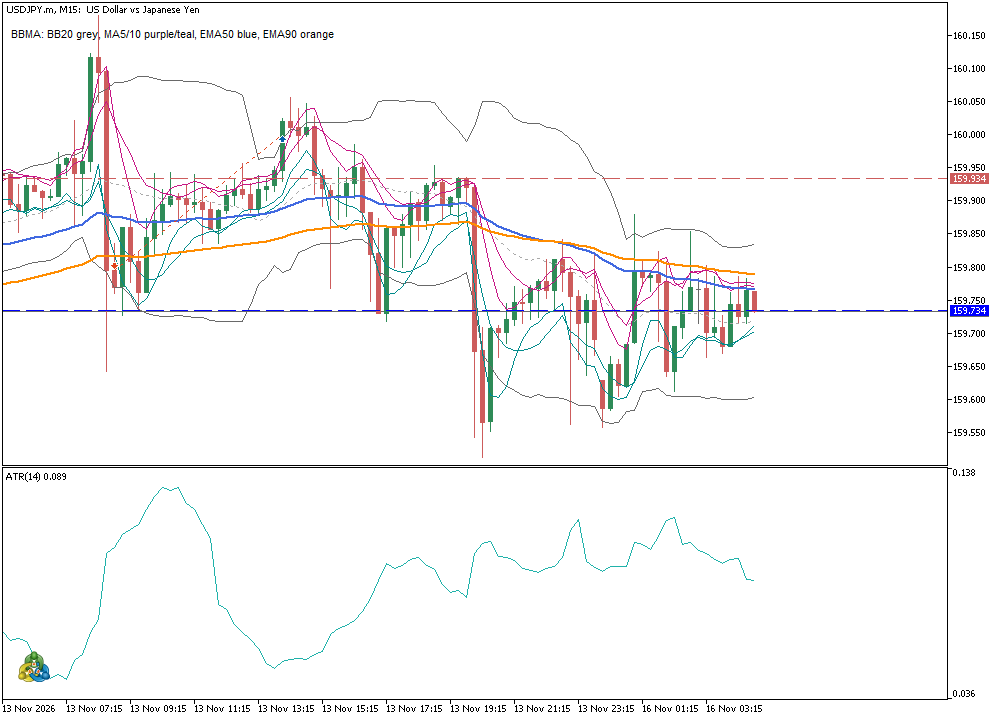 USDJPY.m, M15: US Dollar vs Japanese Yen
BBMA: BB20 grey, MA5/10 purple/teal, EMA50 blue, EMA90 orange
160.150
160.100
160.050
160.000
159.950
159.934
159.900
159.850
159.800
159.750
159.734
159.700
159.650
159.600
159.550
ATR(14) 0.089
0.138
0.036
13 Nov 2026
13 Nov 07:15
13 Nov 09:15
13 Nov 11:15
13 Nov 13:15
13 Nov 15:15
13 Nov 17:15
13 Nov 19:15
13 Nov 21:15
13 Nov 23:15
16 Nov 01:15
16 Nov 03:15